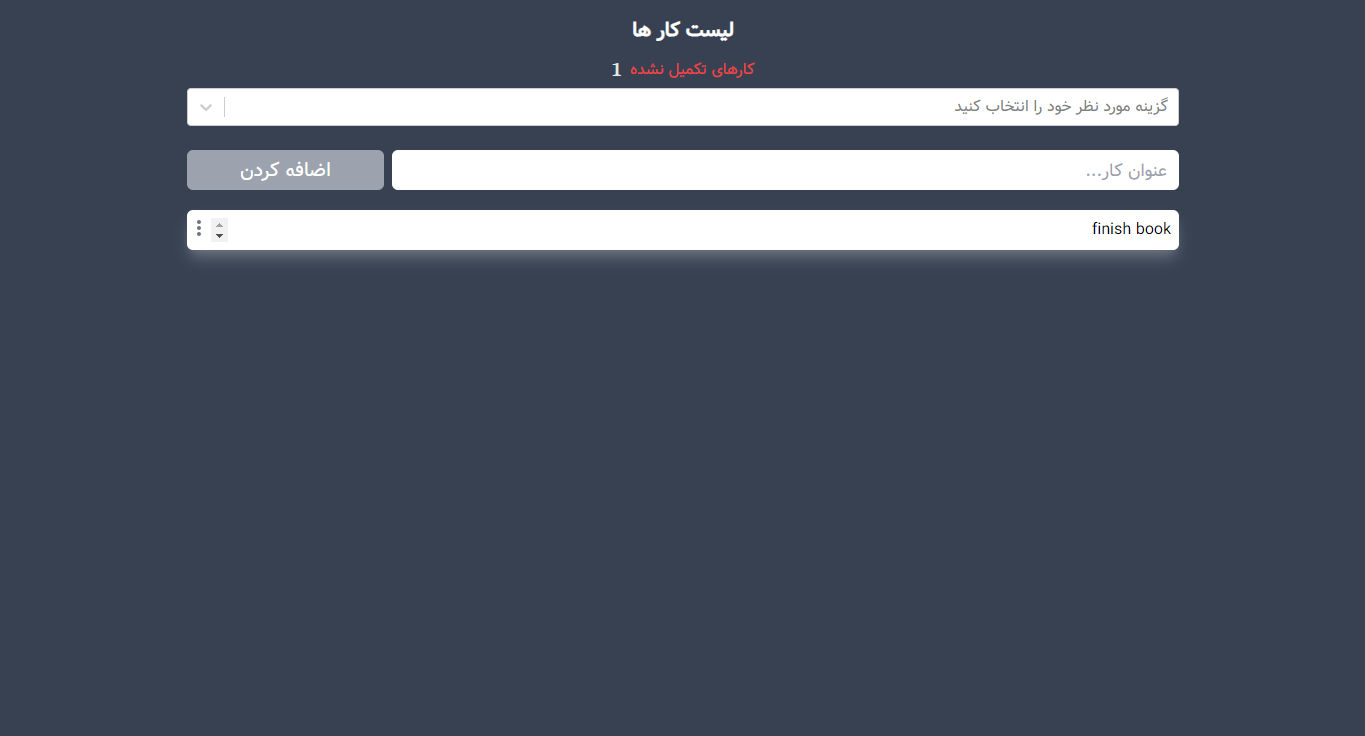 لیست کار ها
کارهای تکمیل نشده 1
گزینه مورد نظر خود را انتخاب کنید
عنوان کار...
اضافه کردن
finish book